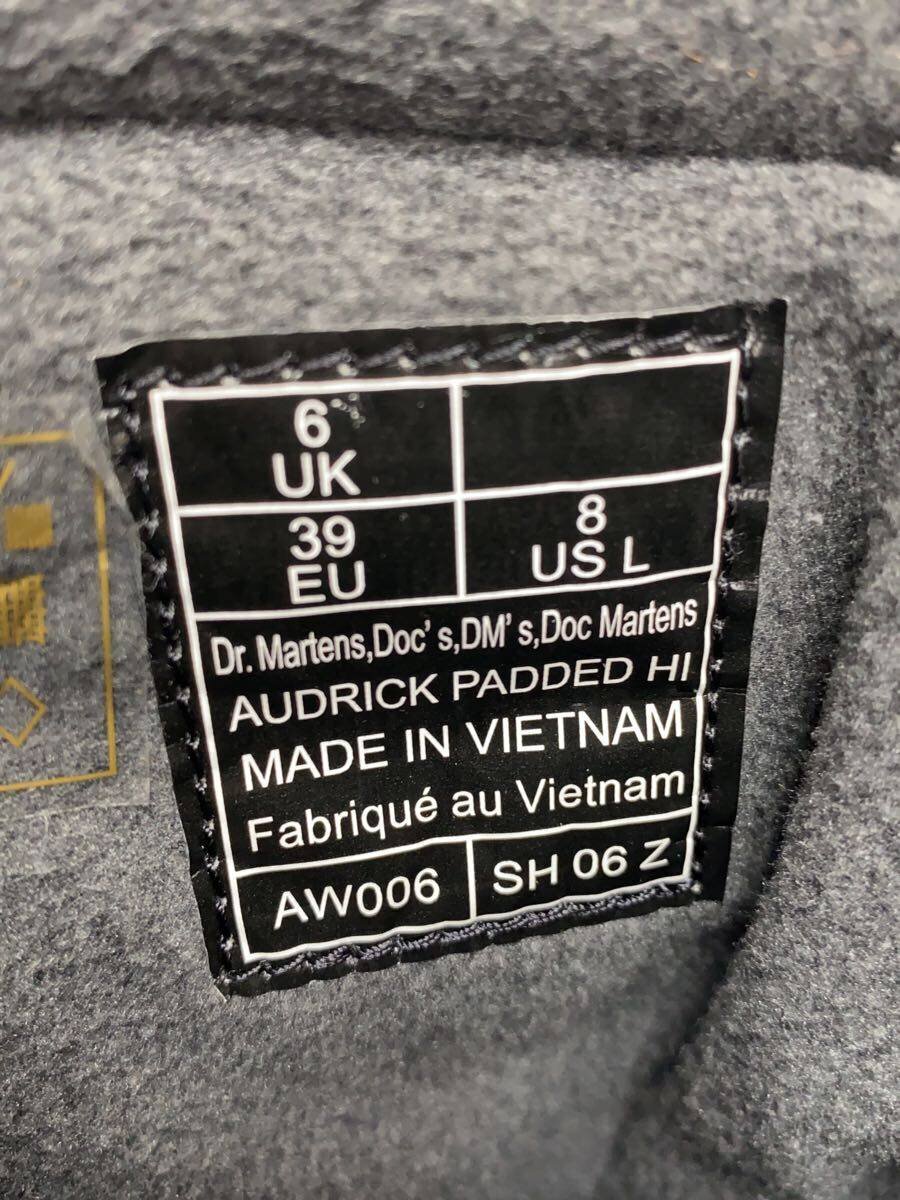 6
UK
39
EU
8
US L
Dr. Martens,Doc's,DM's,Doc Martens
AUDRICK PADDED HI
MADE IN VIETNAM
Fabriqué au Vietnam
AW006
SH 06 Z